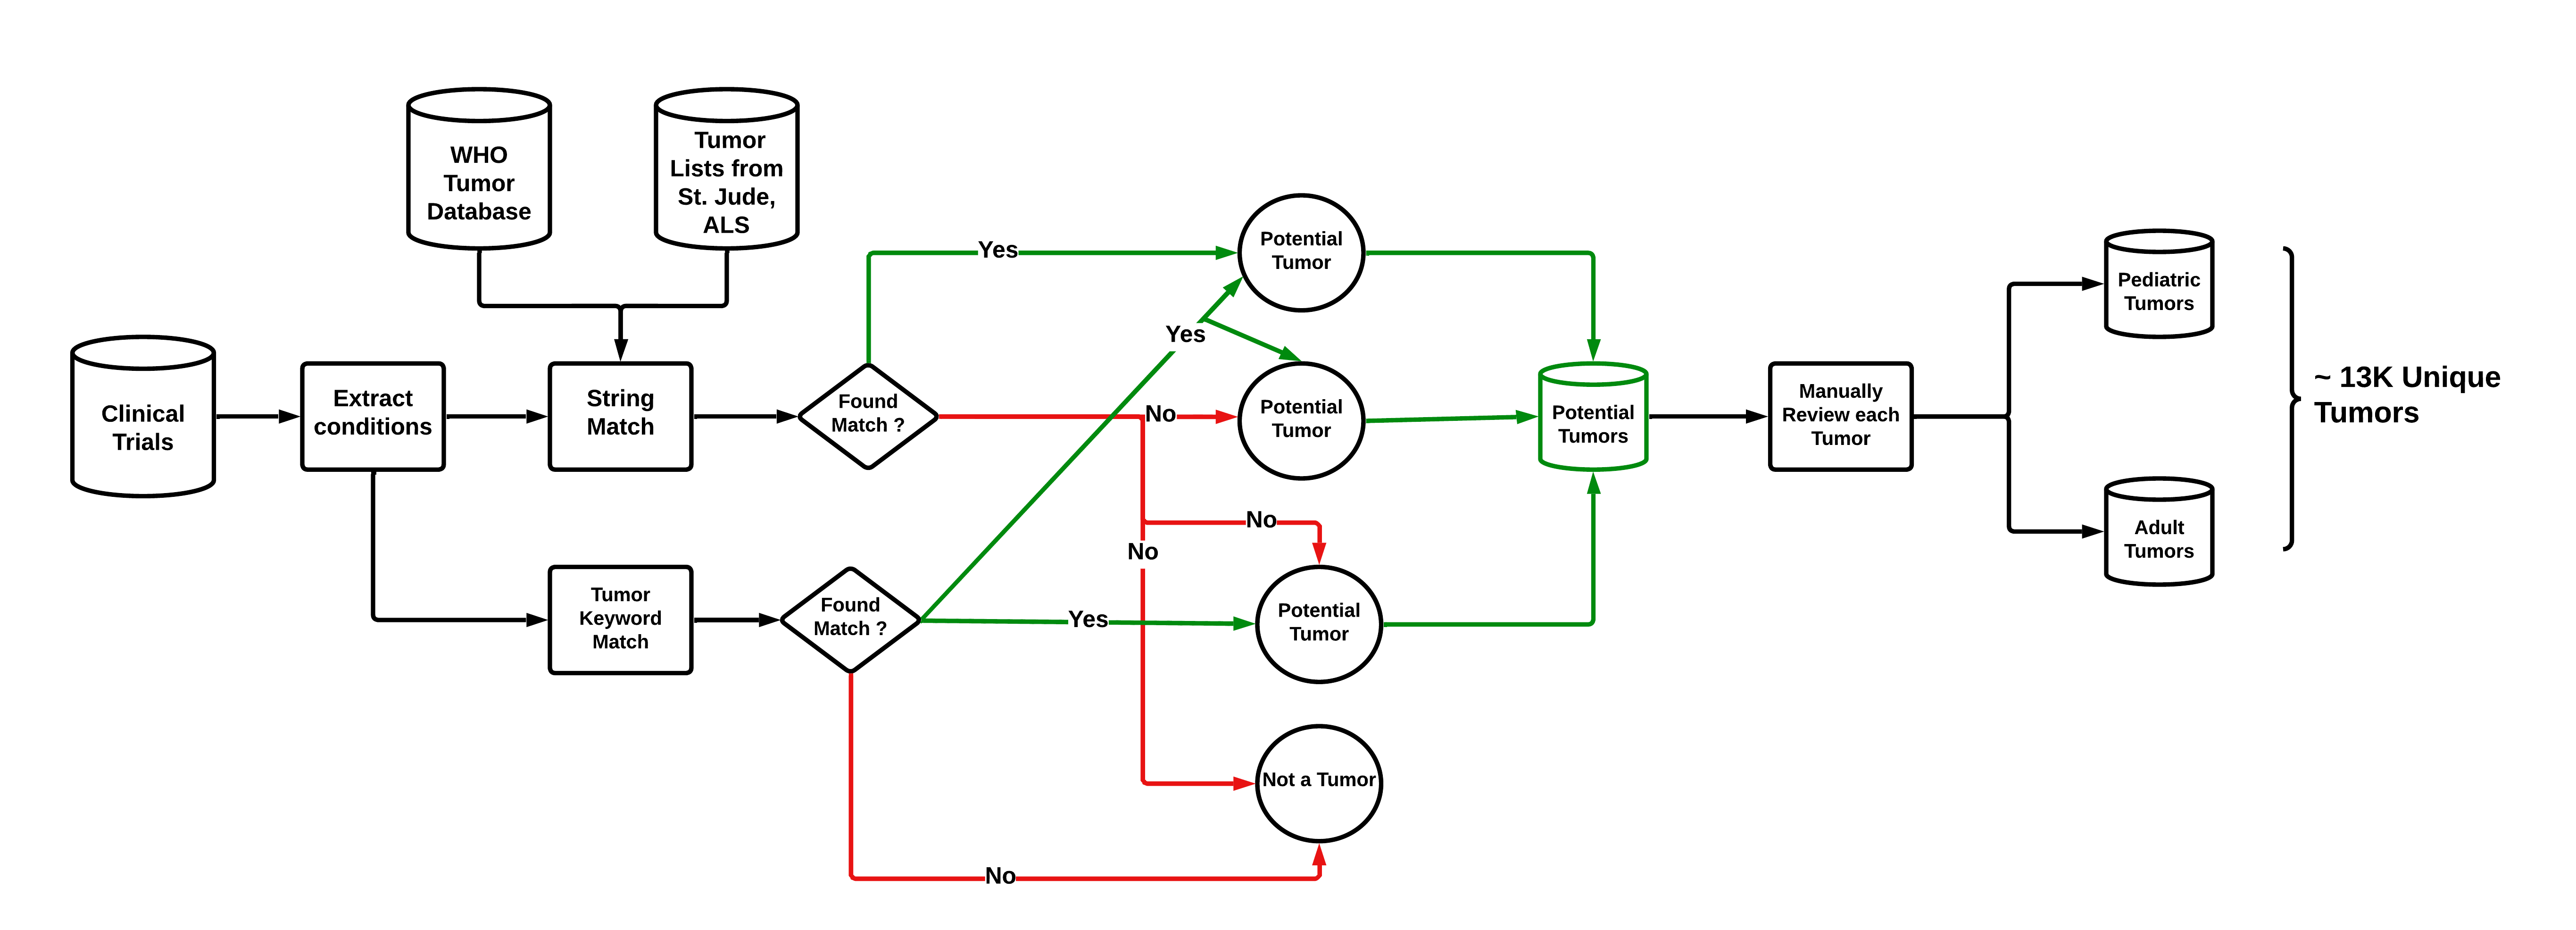 WHO
Tumor
Database
Tumor
Lists from
St. Jude,
ALS
Clinical
Trials
Extract
conditions
String
Match
Found
Match ?
Tumor
Keyword
Match
Found
Match ?
Yes
Yes
No
No
No
Yes
No
Potential
Tumor
Potential
Tumor
Potential
Tumor
Not a Tumor
Potential
Tumors
Manually
Review each
Tumor
Pediatric
Tumors
Adult
Tumors
~ 13K Unique
Tumors